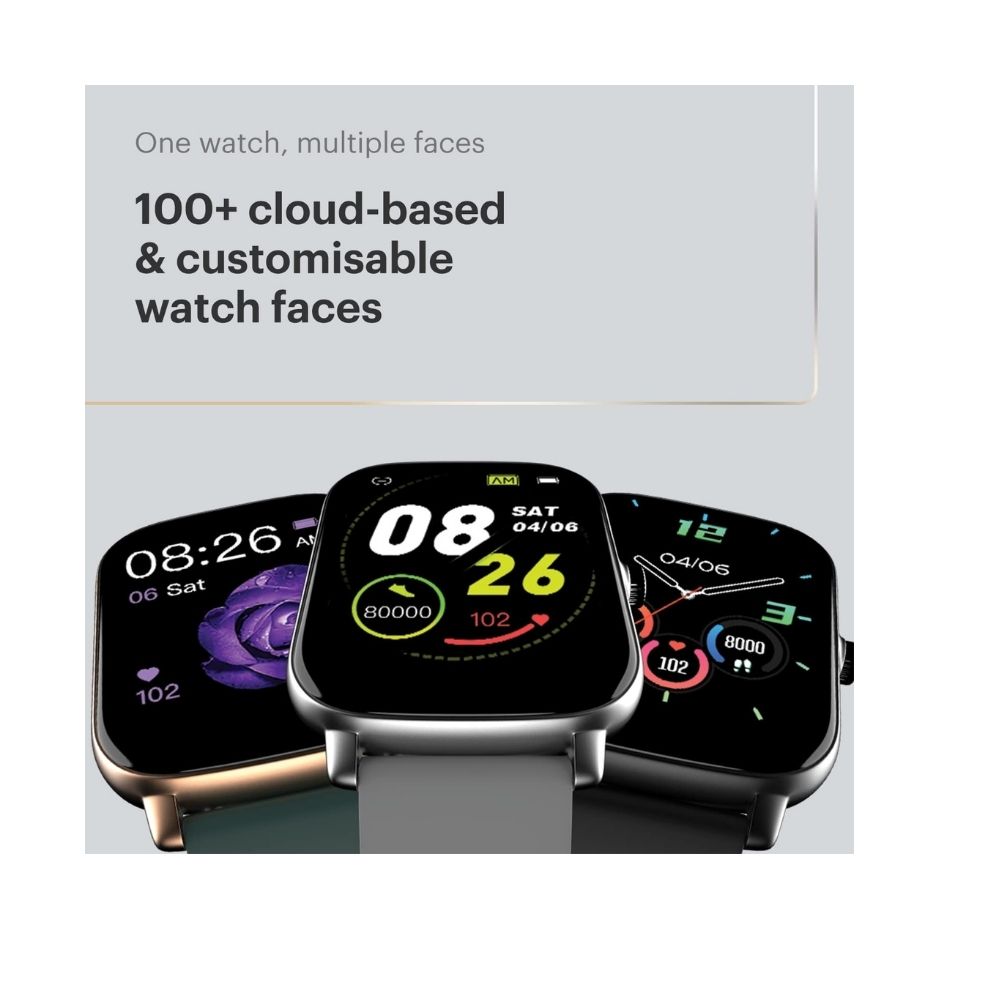 One watch, multiple faces
100+ cloud-based
& customisable
watch faces
08:26
06 Sat
102
AM
08
SAT
04/06
26
80000
102
12
04/06
3
8000
102